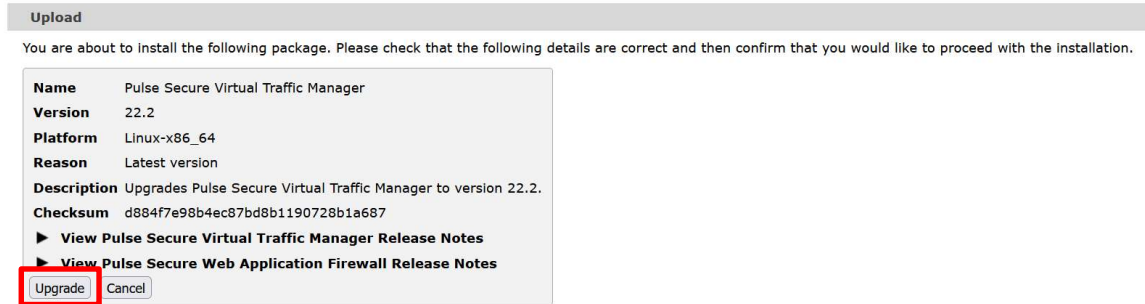 Upload
You are about to install the following package. Please check that the following details are correct and then confirm that you would like to proceed with the installation.
Name Pulse Secure Virtual Traffic Manager
Version 22.2
Platform Linux-x86_64
Reason Latest version
Description Upgrades Pulse Secure Virtual Traffic Manager to version 22.2.
Checksum d884f7e98b4ec87bd8b1190728b1a687
▶ View Pulse Secure Virtual Traffic Manager Release Notes
▶ View Pulse Secure Web Application Firewall Release Notes
Upgrade Cancel